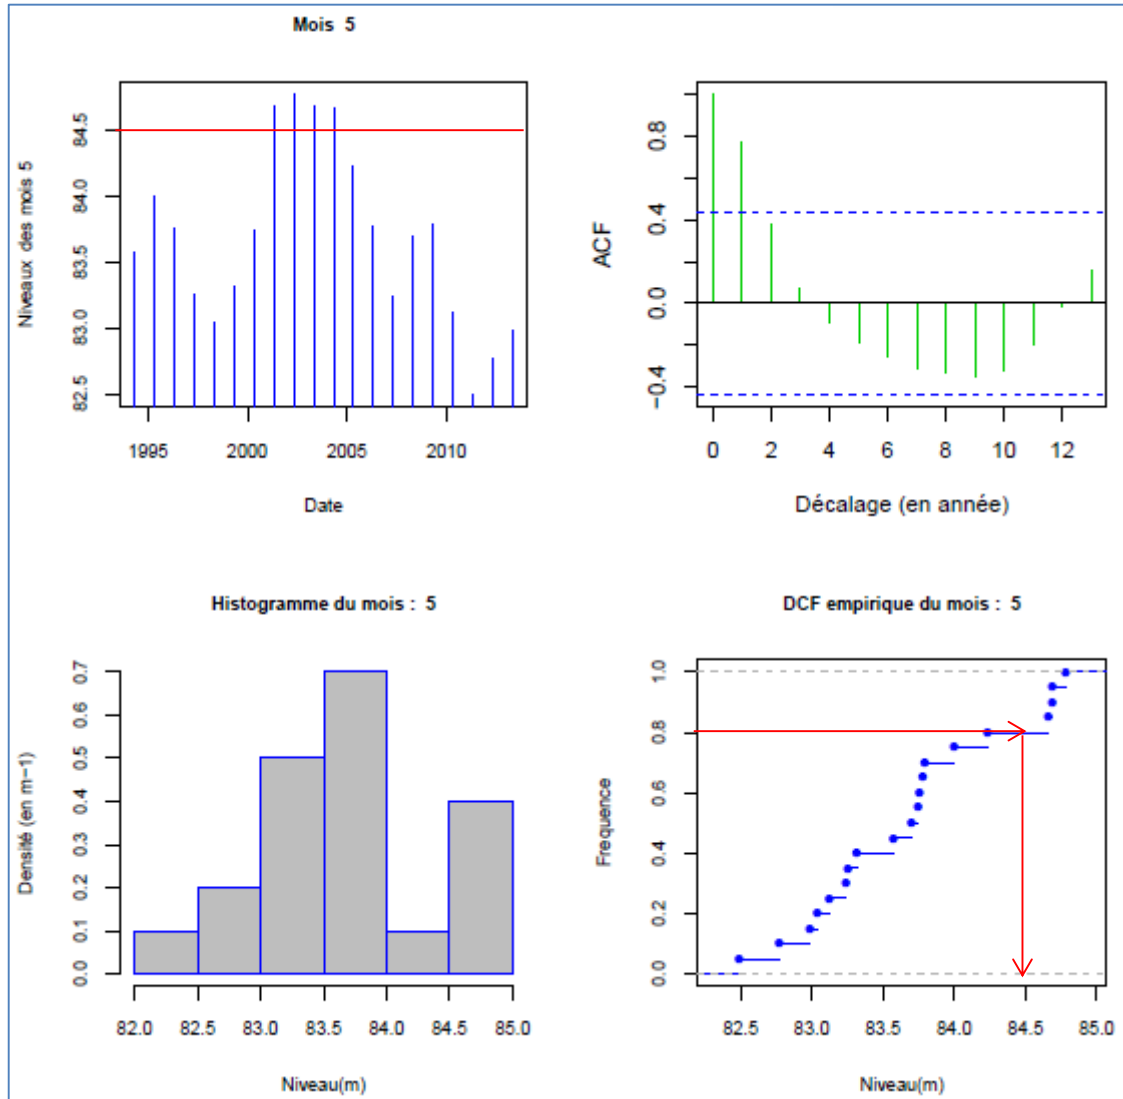 Mois 5
Niveaux des mois 5
84.5
84.0
83.5
83.0
82.5
1995 2000 2005 2010
Date
ACF
0.8
0.4
0.0
−0.4
0 2 4 6 8 10 12
Décalage (en année)
Histogramme du mois : 5
Densité (en m−1)
0.7
0.6
0.5
0.4
0.3
0.2
0.1
0.0
82.0 82.5 83.0 83.5 84.0 84.5 85.0
Niveau(m)
DCF empirique du mois : 5
Frequence
1.0
0.8
0.6
0.4
0.2
0.0
82.5 83.0 83.5 84.0 84.5 85.0
Niveau(m)